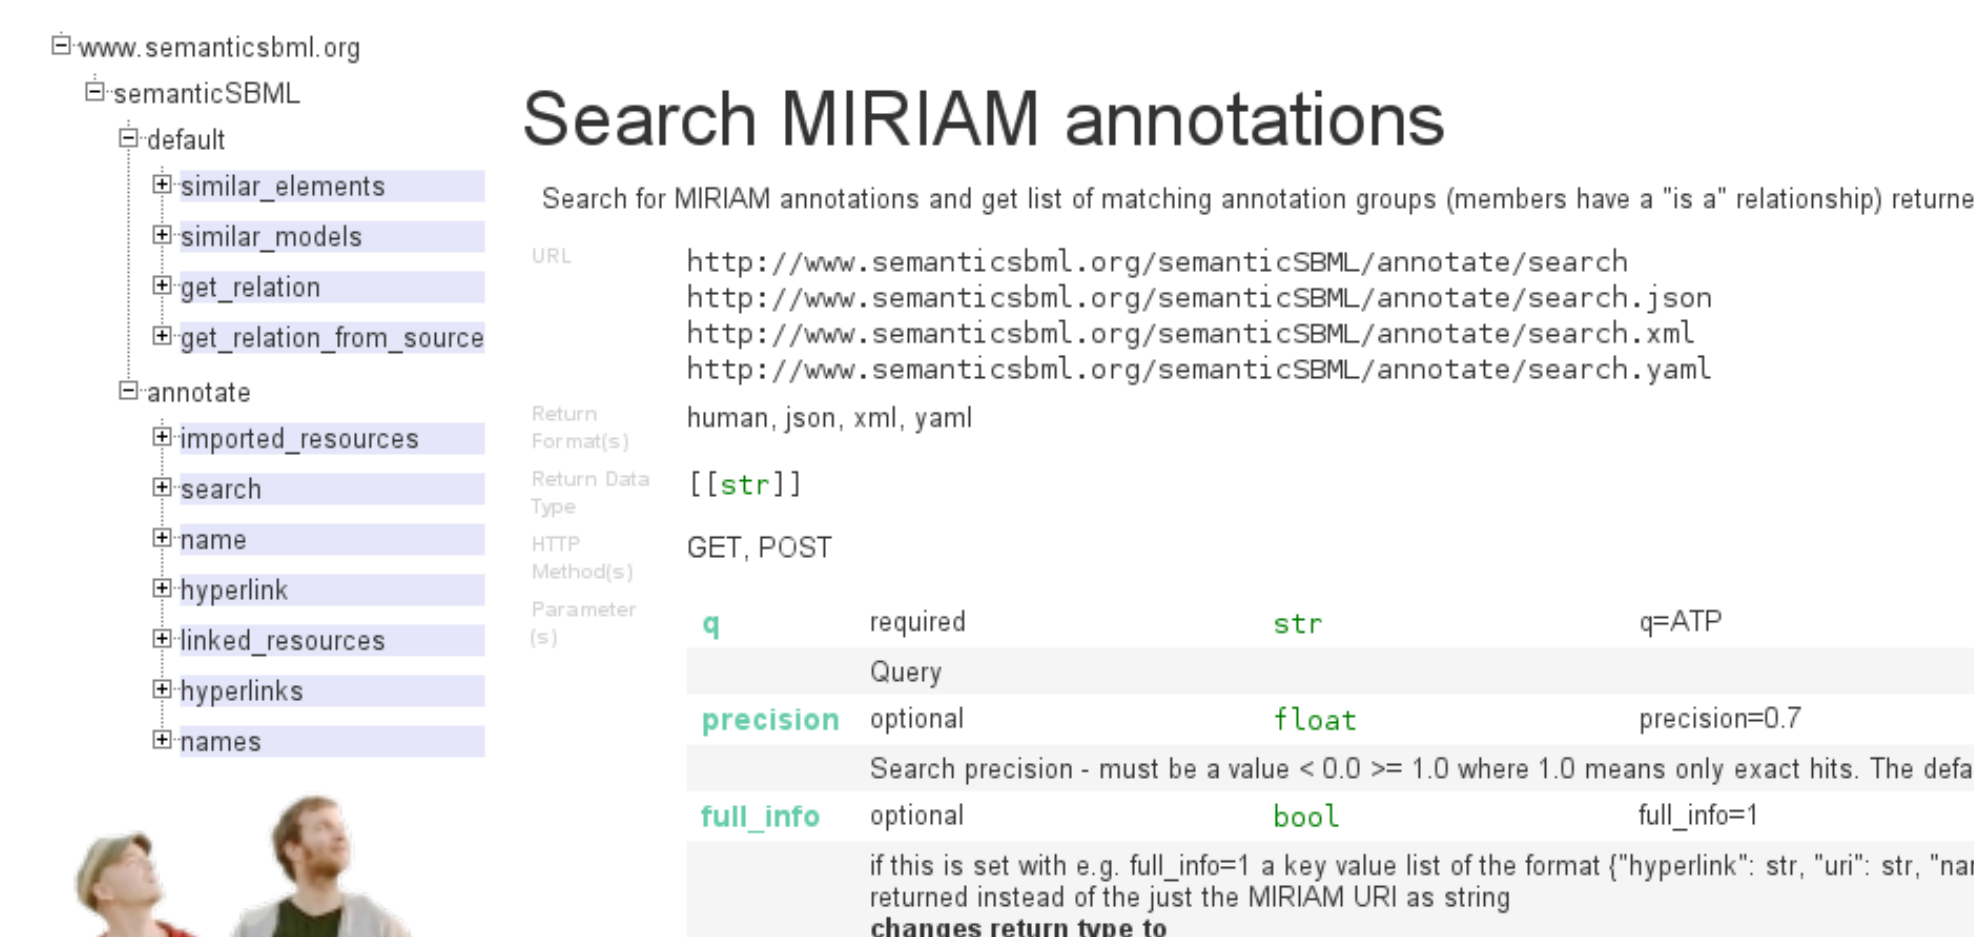 www.semanticsbml.org
semanticSBML
default
similar_elements
similar_models
get_relation
get_relation_from_source
annotate
imported_resources
search
name
hyperlink
linked_resources
hyperlinks
names
Search MIRIAM annotations
Search for MIRIAM annotations and get list of matching annotation groups (members have a "is a" relationship) returne
URL
http://www.semanticsbml.org/semanticSBML/annotate/search
http://www.semanticsbml.org/semanticSBML/annotate/search.json
http://www.semanticsbml.org/semanticSBML/annotate/search.xml
http://www.semanticsbml.org/semanticSBML/annotate/search.yaml
Return
Format(s)
human, json, xml, yaml
Return Data
Type
[[str]]
HTTP
Method(s)
GET, POST
Parameter
(s)
q required str q=ATP
Query
precision optional float precision=0.7
Search precision - must be a value < 0.0 >= 1.0 where 1.0 means only exact hits. The defa
full_info optional bool full_info=1
if this is set with e.g. full_info=1 a key value list of the format {"hyperlink": str, "uri": str, "nar
returned instead of the just the MIRIAM URI as string
changes return type to